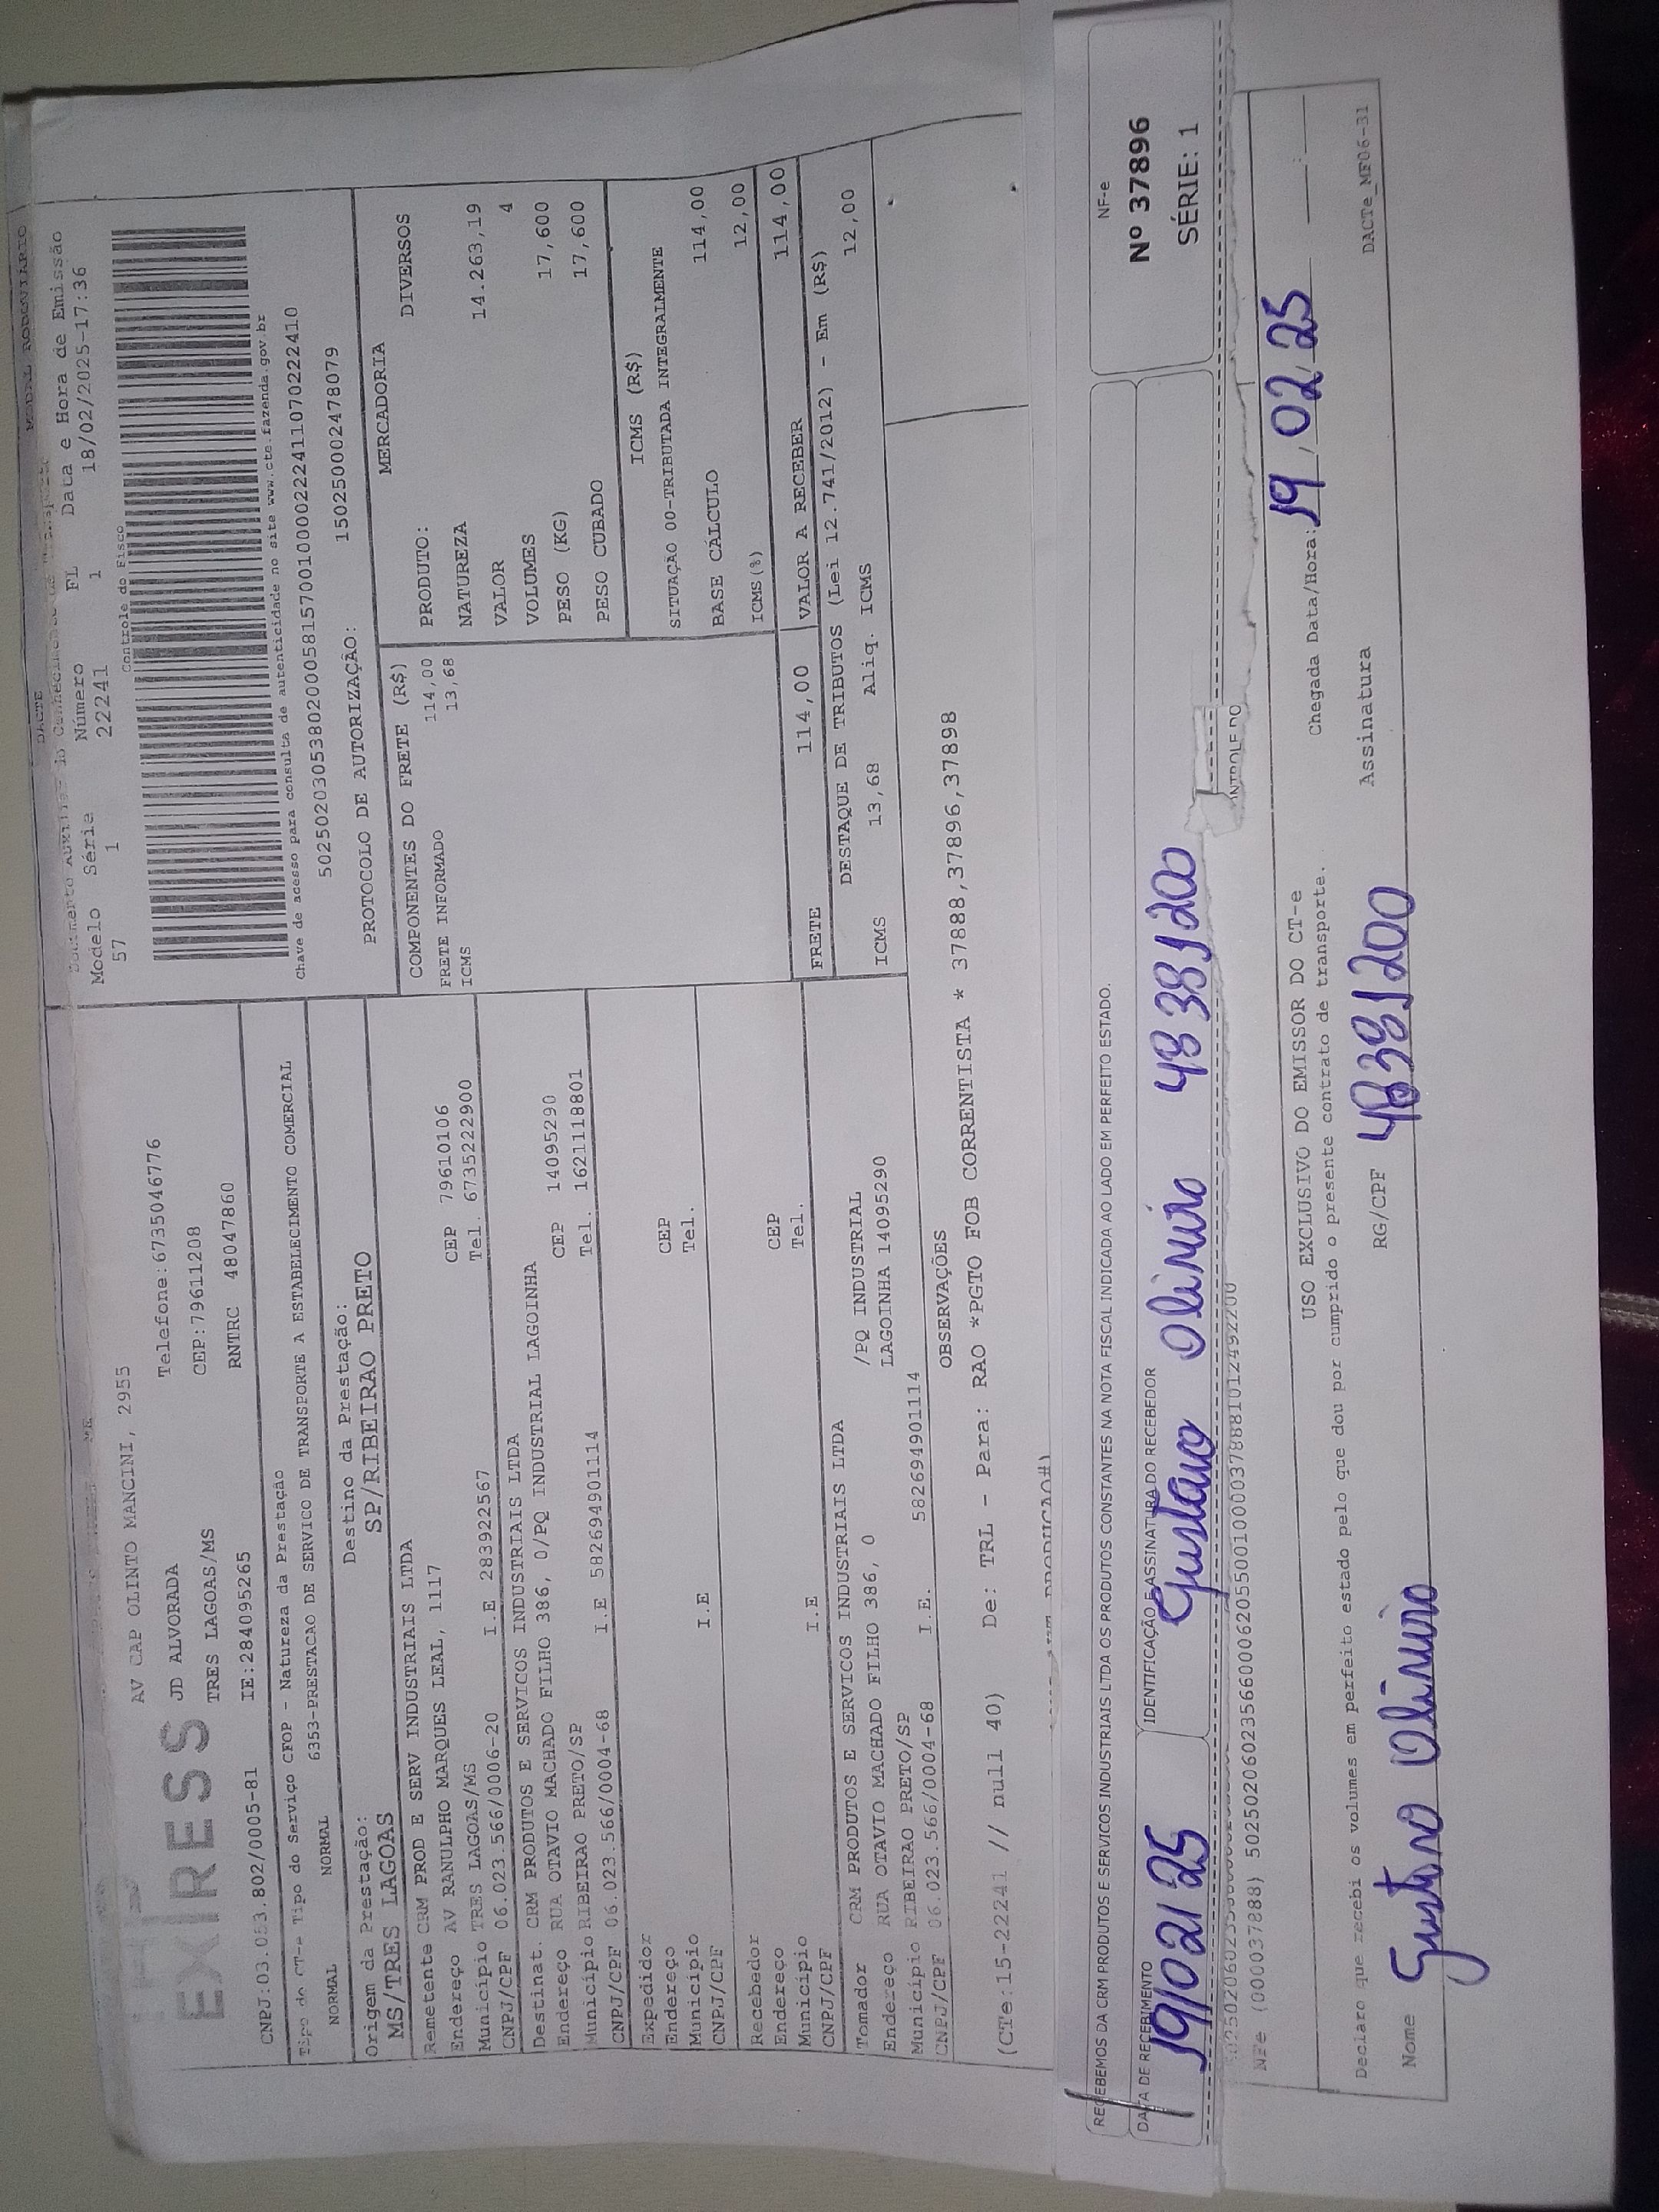 DACTE
MODAL RODOVIÁRIO
Modelo Série Número FL Data e Hora de Emissão
57 1 22241 1 18/02/2025-17:36
Controle do Fisco
EXPRESS
AV CAP OLINTO MANCINI, 2955
JD ALVORADA
Telefone:6735046776
TRES LAGOAS/MS
CEP:79611208
CNPJ:03.053.802/0005-81 IE:284095265 RNTRC 48047860
Chave de acesso para consulta de autenticidade no site www.cte.fazenda.gov.br
50250203053802000581570010000222411070222410
PROTOCOLO DE AUTORIZAÇÃO: 150250002478079
Tipo do CT-e Tipo do Serviço CFOP - Natureza da Prestação
NORMAL NORMAL 6353-PRESTACAO DE SERVICO DE TRANSPORTE A ESTABELECIMENTO COMERCIAL
Origem da Prestação: Destino da Prestação:
MS/TRES LAGOAS SP/RIBEIRAO PRETO
Remetente CRM PROD E SERV INDUSTRIAIS LTDA
Endereço AV RANULPHO MARQUES LEAL, 1117
Município TRES LAGOAS/MS CEP 79610106
CNPJ/CPF 06.023.566/0006-20 I.E 283922567 Tel. 6735222900
Destinat. CRM PRODUTOS E SERVICOS INDUSTRIAIS LTDA
Endereço RUA OTAVIO MACHADO FILHO 386, 0/PQ INDUSTRIAL LAGOINHA
Município RIBEIRAO PRETO/SP CEP 14095290
CNPJ/CPF 06.023.566/0004-68 I.E 582694901114 Tel. 1621118801
Expedidor
Endereço
Município CEP
CNPJ/CPF I.E Tel.
Recebedor
Endereço
Município CEP
CNPJ/CPF I.E Tel.
Tomador CRM PRODUTOS E SERVICOS INDUSTRIAIS LTDA
Endereço RUA OTAVIO MACHADO FILHO 386, 0 /PQ INDUSTRIAL
Município RIBEIRAO PRETO/SP LAGOINHA 14095290
CNPJ/CPF 06.023.566/0004-68 I.E. 582694901114
COMPONENTES DO FRETE (R$)
FRETE INFORMADO 114,00
ICMS 13,68
MERCADORIA
PRODUTO: DIVERSOS
NATUREZA
VALOR 14.263,19
VOLUMES 4
PESO (KG) 17,600
PESO CUBADO 17,600
ICMS (R$)
SITUAÇÃO 00-TRIBUTADA INTEGRALMENTE
BASE CÁLCULO 114,00
ICMS(%) 12,00
FRETE 114,00 VALOR A RECEBER 114,00
DESTAQUE DE TRIBUTOS (Lei 12.741/2012) - Em (R$)
ICMS 13,68 Aliq. ICMS 12,00
OBSERVAÇÕES
(CTe:15-22241 // null 40) De: TRL - Para: RAO *PGTO FOB CORRENTISTA * 37888,37896,37898
RECEBEMOS DA CRM PRODUTOS E SERVICOS INDUSTRIAIS LTDA OS PRODUTOS CONSTANTES NA NOTA FISCAL INDICADA AO LADO EM PERFEITO ESTADO.
DATA DE RECEBIMENTO IDENTIFICAÇÃO E ASSINATURA DO RECEBEDOR
19/02/25 Gustavo Olimiro 48381200
NF-e
Nº 37896
SÉRIE: 1
NFe (000037888) 50250206023566000620550010000378881012492200
USO EXCLUSIVO DO EMISSOR DO CT-e
Declaro que recebi os volumes em perfeito estado pelo que dou por cumprido o presente contrato de transporte.
Chegada Data/Hora: 19,02,25
Nome Gustavo Olimiro RG/CPF 48381200 Assinatura
DACTe_MF06-31